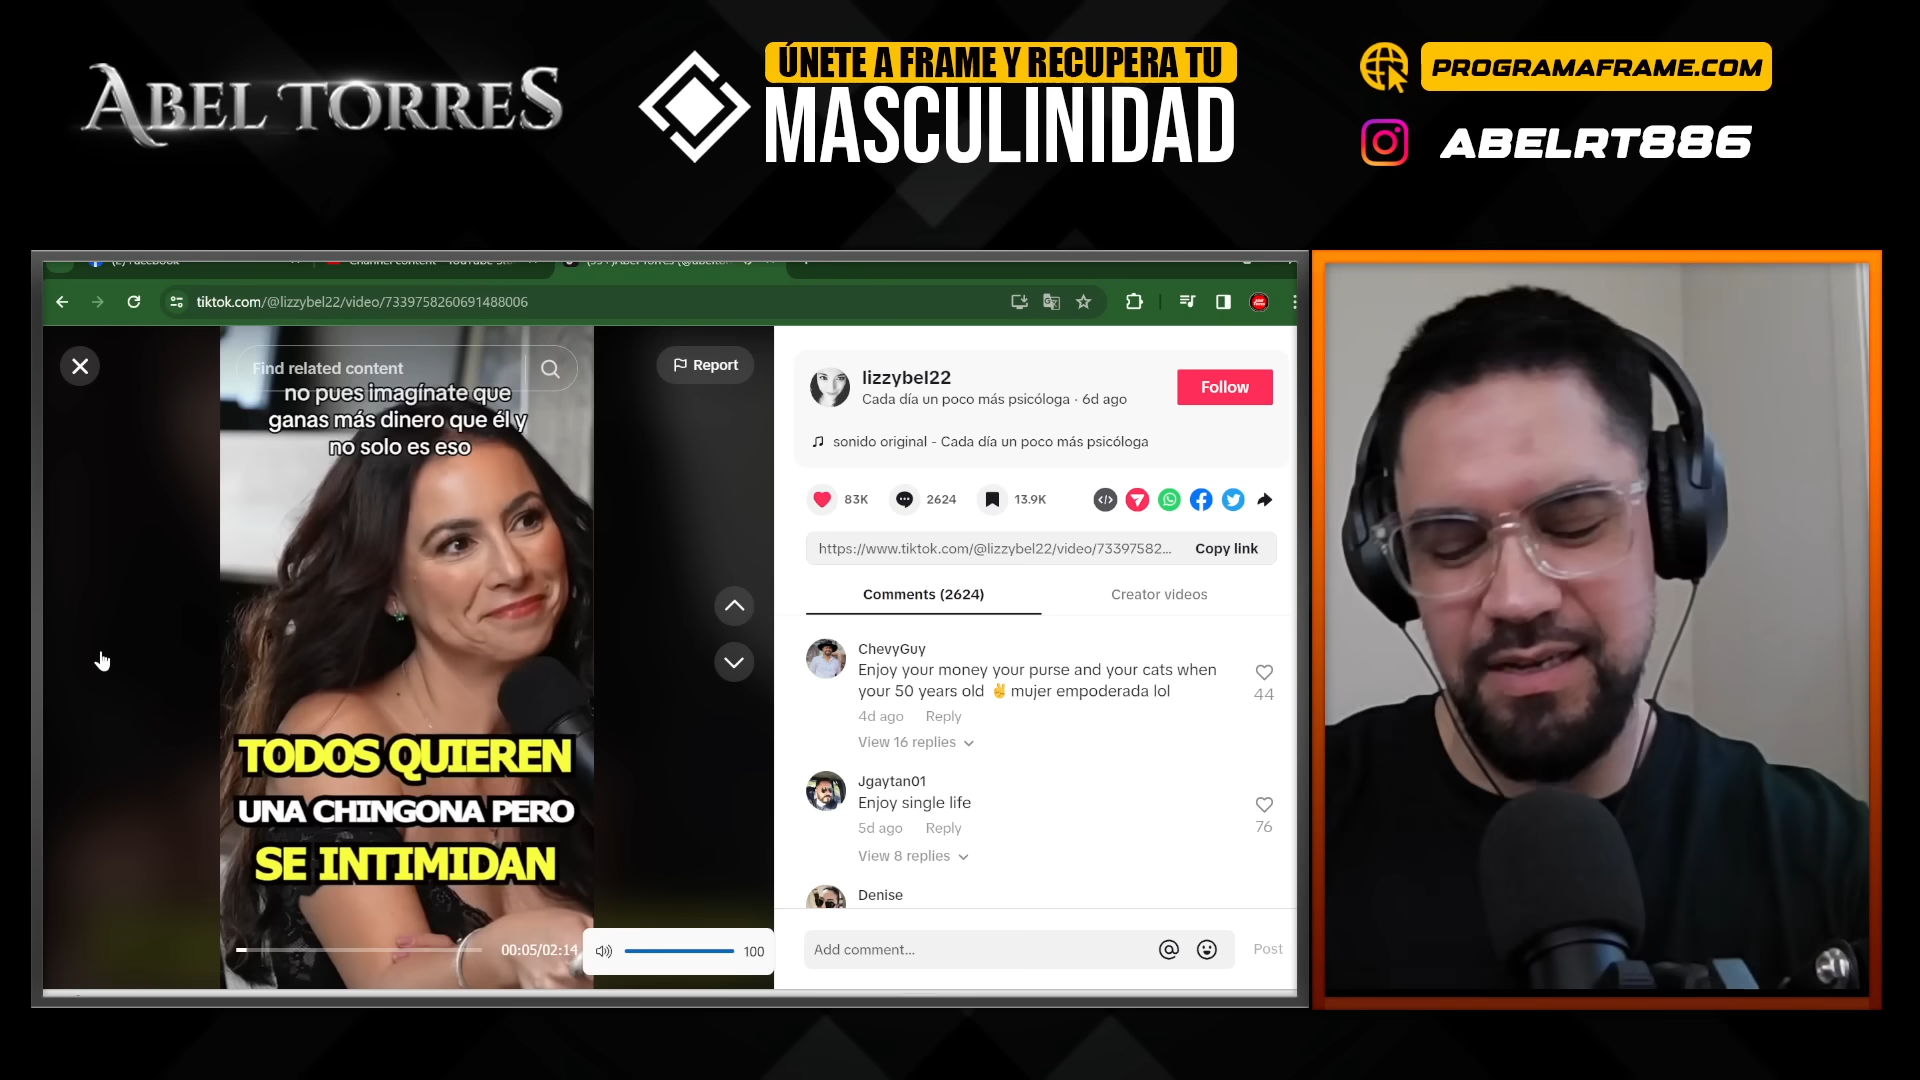 ABEL TORRES
ÚNETE A FRAME Y RECUPERA TU
MASCULINIDAD
PROGRAMAFRAME.COM
ABELRT886
tiktok.com/@lizzybel22/video/7339758260691488006
Find related content
Report
no pues imagínate que
ganas más dinero que él y
no solo es eso
TODOS QUIEREN
UNA CHINGONA PERO
SE INTIMIDAN
00:05/02:14
100
lizzybel22
Cada día un poco más psicóloga · 6d ago
Follow
sonido original - Cada día un poco más psicóloga
83K
2624
13.9K
https://www.tiktok.com/@lizzybel22/video/73397582...
Copy link
Comments (2624)
Creator videos
ChevyGuy
Enjoy your money your purse and your cats when
your 50 years old ✌️ mujer empoderada lol
44
4d ago
Reply
View 16 replies
Jgaytan01
Enjoy single life
76
5d ago
Reply
View 8 replies
Denise
Add comment...
Post